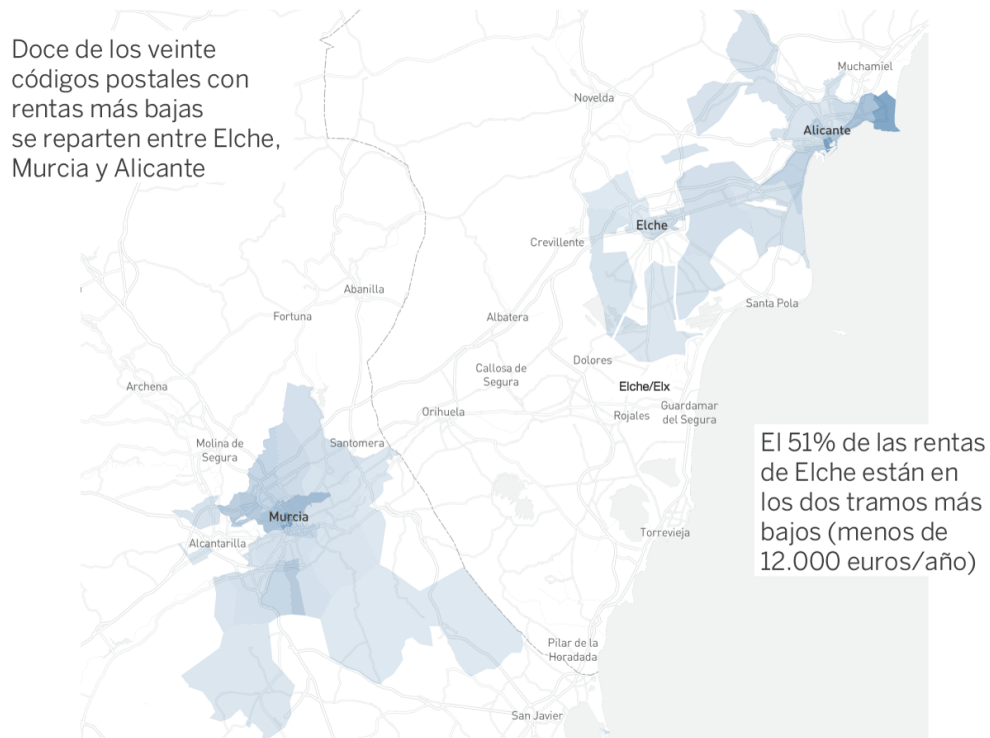 Doce de los veinte
códigos postales con
rentas más bajas
se reparten entre Elche,
Murcia y Alicante
Muchamiel
Novelda
Alicante
Elche
Crevillente
Abanilla
Santa Pola
Fortuna
Albatera
Dolores
Callosa de
Segura
Archena
Elche/Elx
Orihuela
Rojales
Guardamar
del Segura
Molina de
Segura
Santomera
El 51% de las rentas
de Elche están en
los dos tramos más
bajos (menos de
12.000 euros/año)
Murcia
Alcantarilla
Torrevieja
Pilar de la
Horadada
San Javier